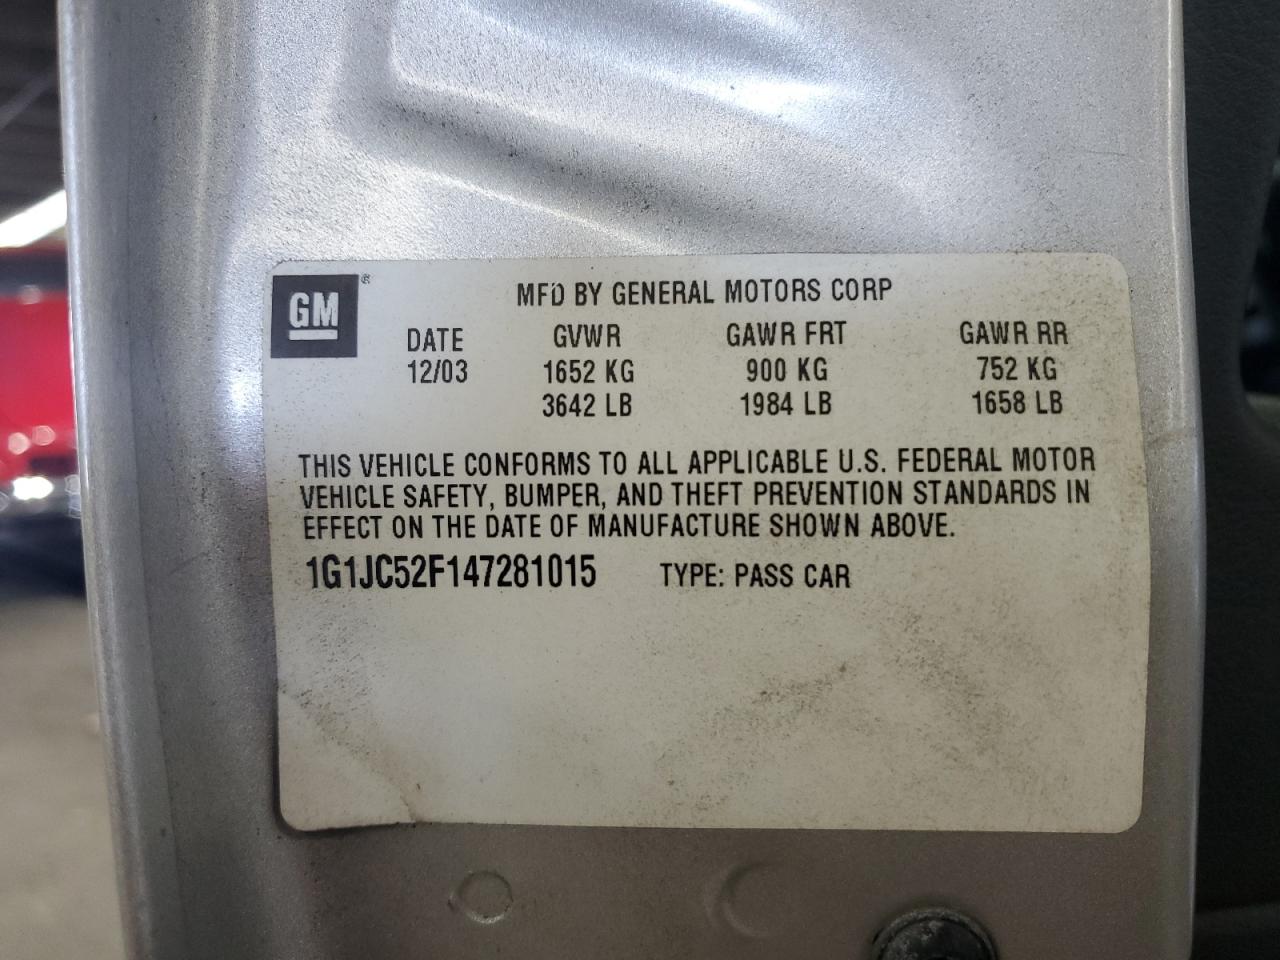 GM ®
MFD BY GENERAL MOTORS CORP
DATE GVWR GAWR FRT GAWR RR
12/03 1652 KG 900 KG 752 KG
3642 LB 1984 LB 1658 LB
THIS VEHICLE CONFORMS TO ALL APPLICABLE U.S. FEDERAL MOTOR
VEHICLE SAFETY, BUMPER, AND THEFT PREVENTION STANDARDS IN
EFFECT ON THE DATE OF MANUFACTURE SHOWN ABOVE.
1G1JC52F147281015 TYPE: PASS CAR